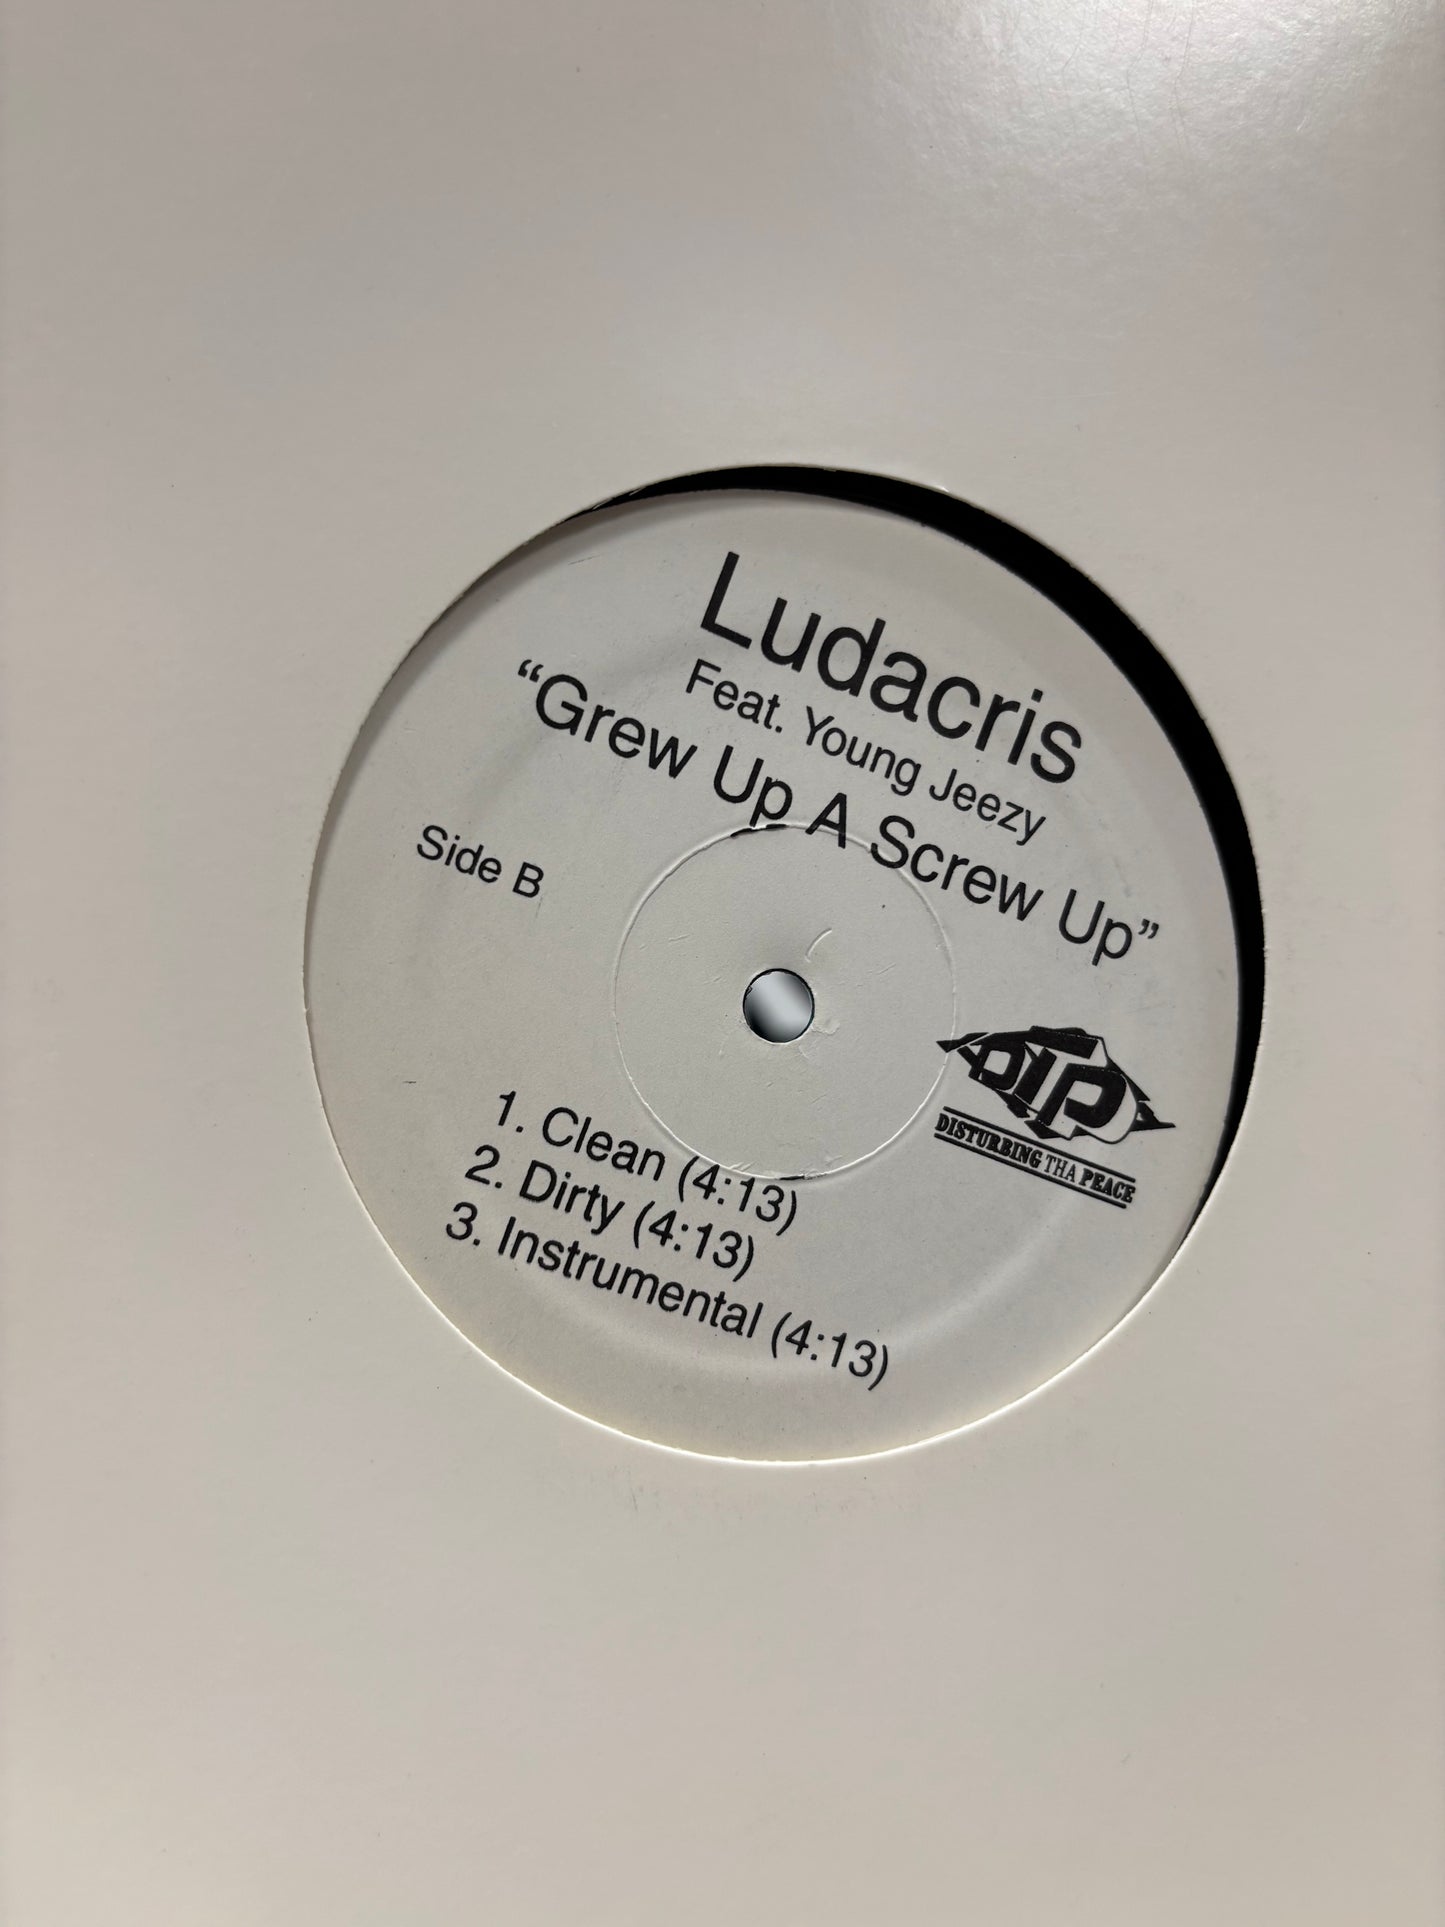 Ludacris
Feat. Young Jeezy
“Grew Up A Screw Up”
Side B
DTP
DISTURBING THA PEACE
1. Clean (4:13)
2. Dirty (4:13)
3. Instrumental (4:13)